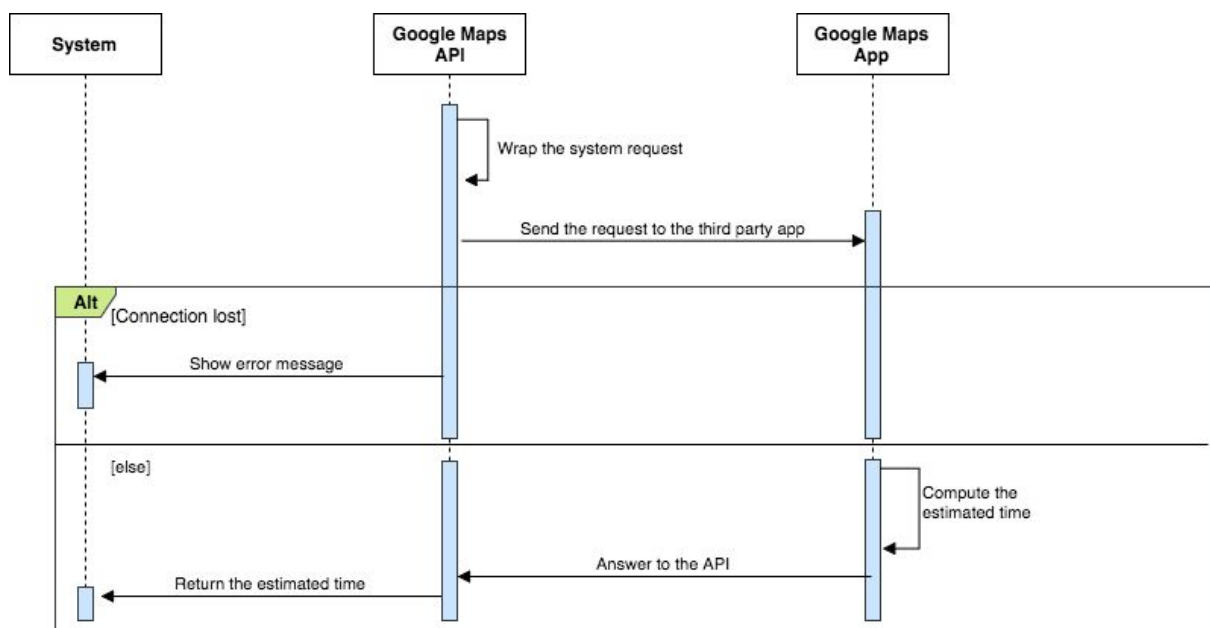 System
Google Maps
API
Google Maps
App
Wrap the system request
Send the request to the third party app
Alt
[Connection lost]
Show error message
[else]
Compute the
estimated time
Answer to the API
Return the estimated time